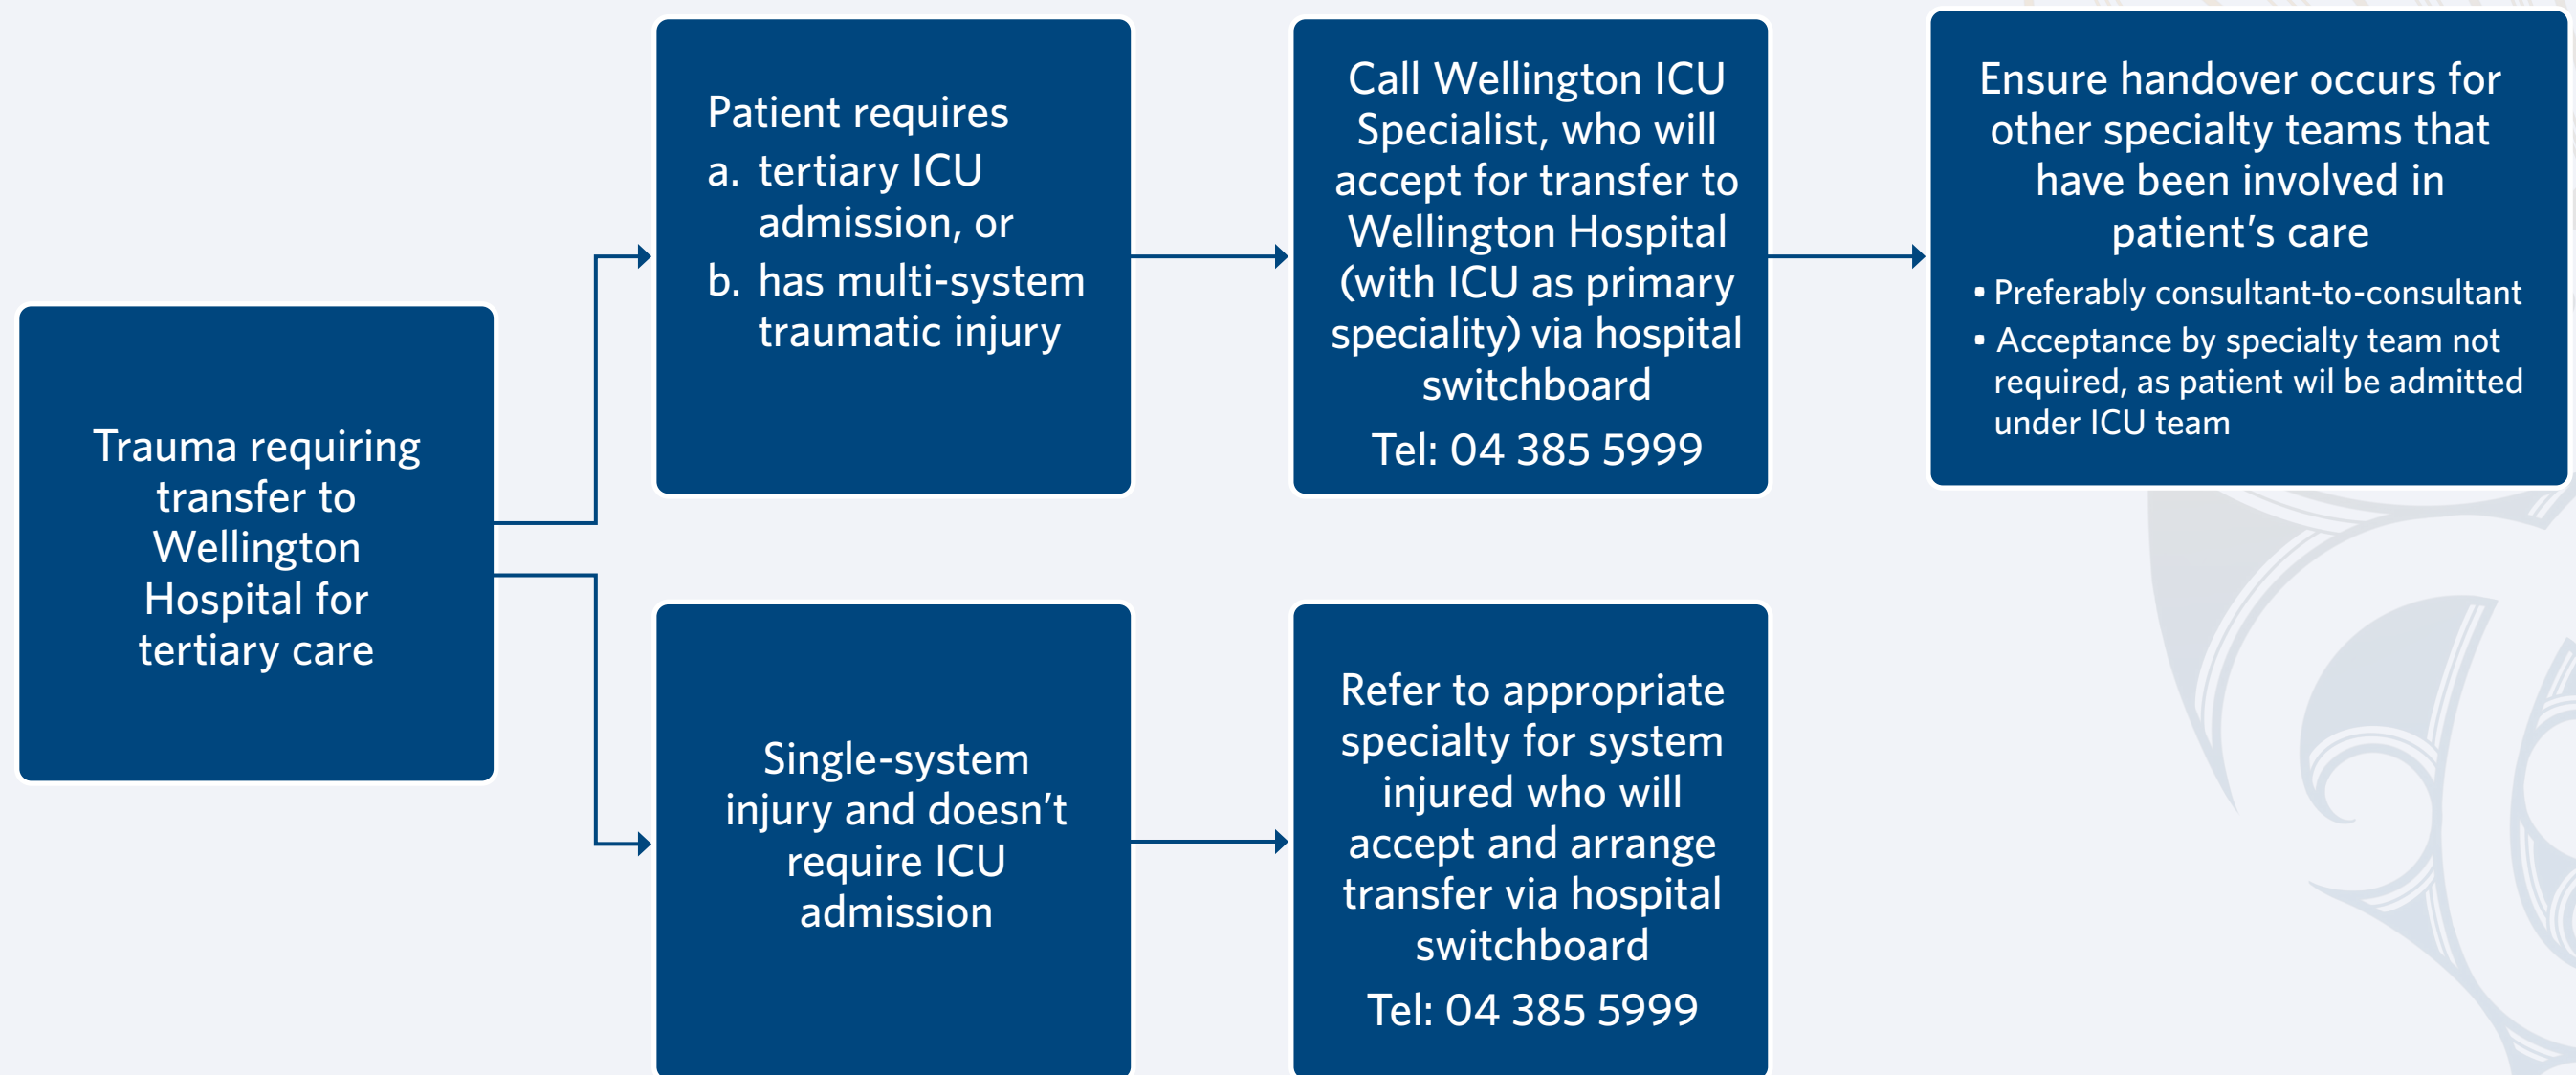 Trauma requiring
transfer to
Wellington
Hospital for
tertiary care
Patient requires
a. tertiary ICU
admission, or
b. has multi-system
traumatic injury
Call Wellington ICU
Specialist, who will
accept for transfer to
Wellington Hospital
(with ICU as primary
speciality) via hospital
switchboard
Tel: 04 385 5999
Ensure handover occurs for
other specialty teams that
have been involved in
patient’s care
▪ Preferably consultant-to-consultant
▪ Acceptance by specialty team not
required, as patient wil be admitted
under ICU team
Single-system
injury and doesn’t
require ICU
admission
Refer to appropriate
specialty for system
injured who will
accept and arrange
transfer via hospital
switchboard
Tel: 04 385 5999